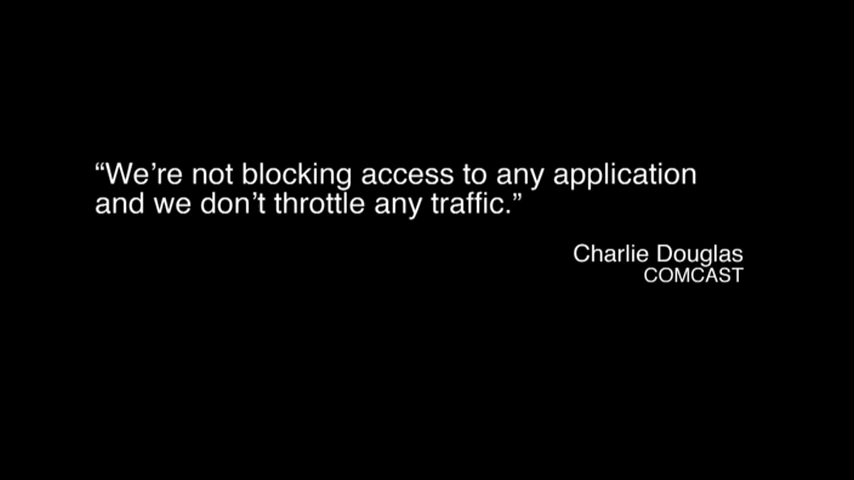 “We’re not blocking access to any application
and we don’t throttle any traffic.”
Charlie Douglas
COMCAST